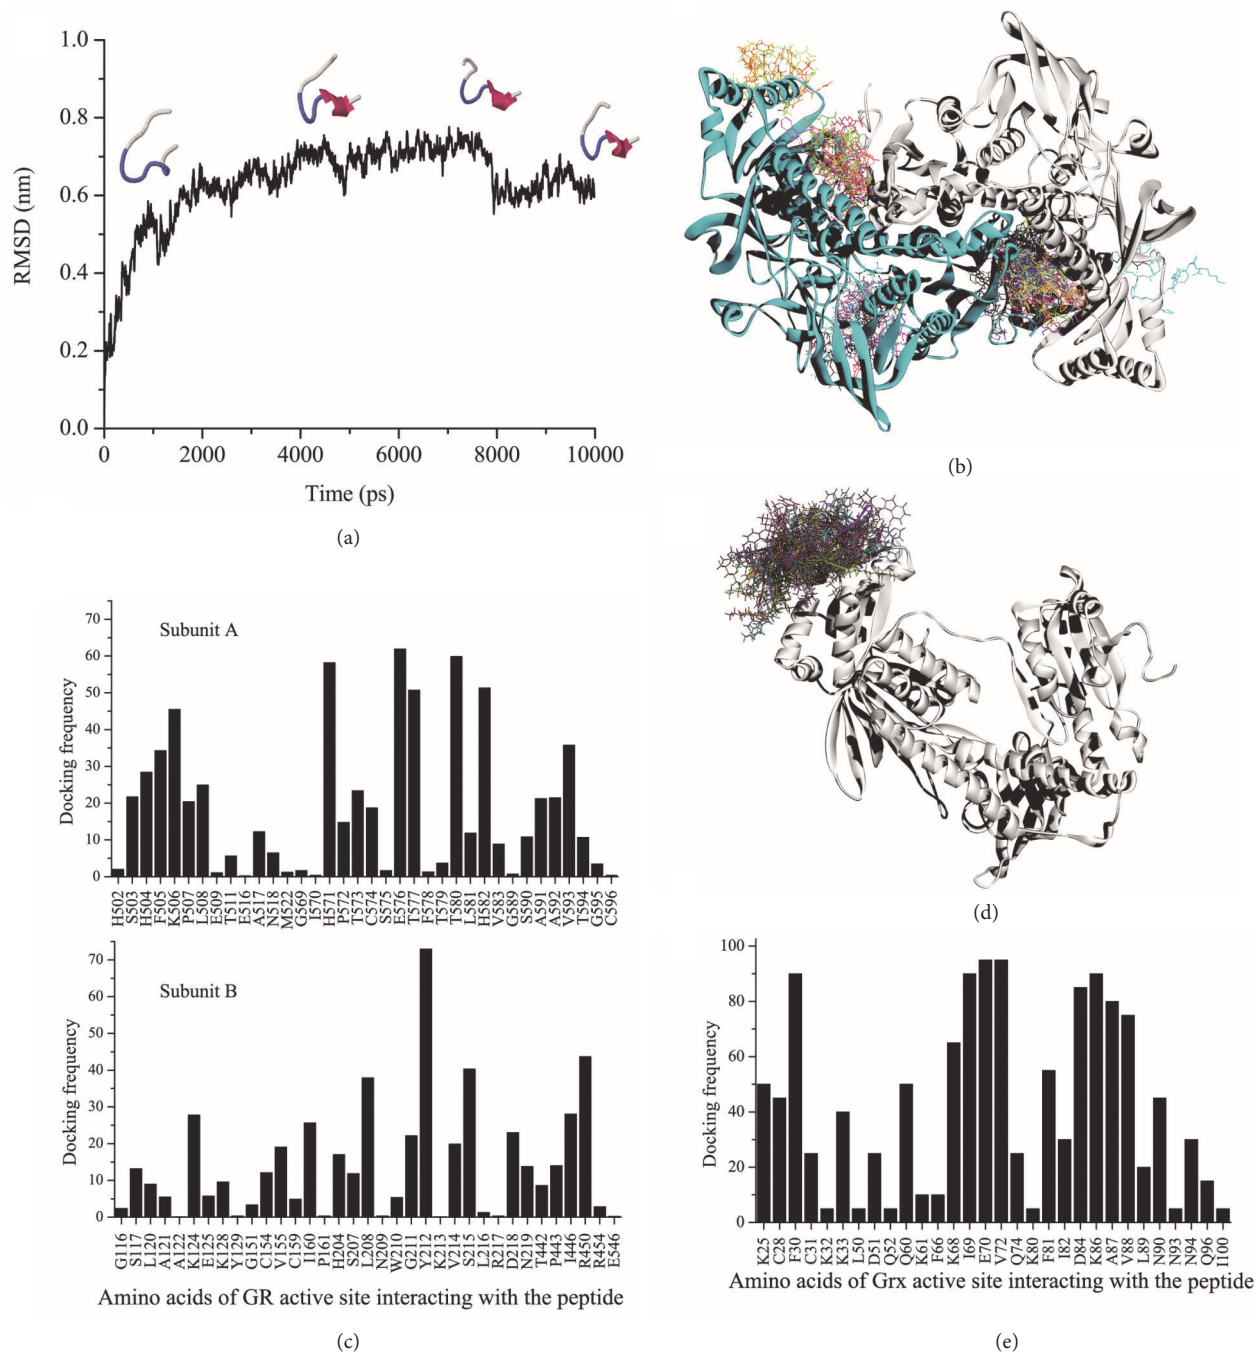 1.0
0.8
0.6
0.4
0.2
0.0
RMSD (nm)
0 2000 4000 6000 8000 10000
Time (ps)
(a)
(b)
70
60
50
40
30
20
10
0
Docking frequency
Subunit A
H502 S503 H504 F505 K506 P507 L508 E509 T511 E516 A517 N518 M522 G569 I570 H571 P572 T573 C574 S575 E576 T577 F578 T579 T580 L581 H582 V583 G589 S590 A591 A592 V593 T594 G595 C596
70
60
50
40
30
20
10
0
Docking frequency
Subunit B
G116 S117 L120 A121 A122 K124 E125 K128 Y129 G151 C154 V155 C159 I160 P161 H204 S207 L208 N209 W210 G211 Y212 K213 V214 S215 L216 R217 D218 N219 T442 P443 I446 R450 R454 E546
Amino acids of GR active site interacting with the peptide
(c)
(d)
100
80
60
40
20
0
Docking frequency
K25 C28 F30 C31 K32 K33 L50 D51 Q52 Q60 K61 F66 K68 I69 E70 V72 Q74 K80 F81 I82 D84 K86 A87 V88 L89 N90 N93 N94 Q96 I100
Amino acids of Grx active site interacting with the peptide
(e)